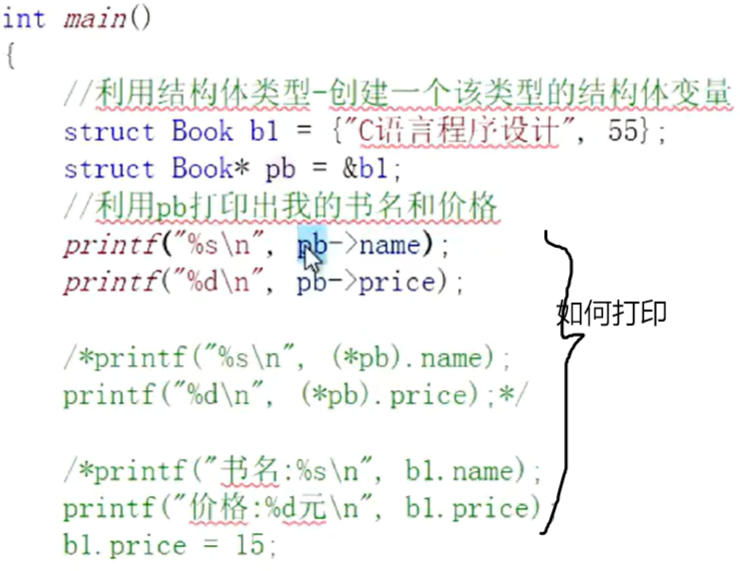 int main()
{
//利用结构体类型-创建一个该类型的结构体变量
struct Book b1 = {"C语言程序设计", 55};
struct Book* pb = &b1;
//利用pb打印出我的书名和价格
printf("%s\n", pb->name);
printf("%d\n", pb->price);
如何打印
/*printf("%s\n", (*pb).name);
printf("%d\n", (*pb).price);*/
/*printf("书名:%s\n", b1.name);
printf("价格:%d元\n", b1.price)
b1.price = 15;